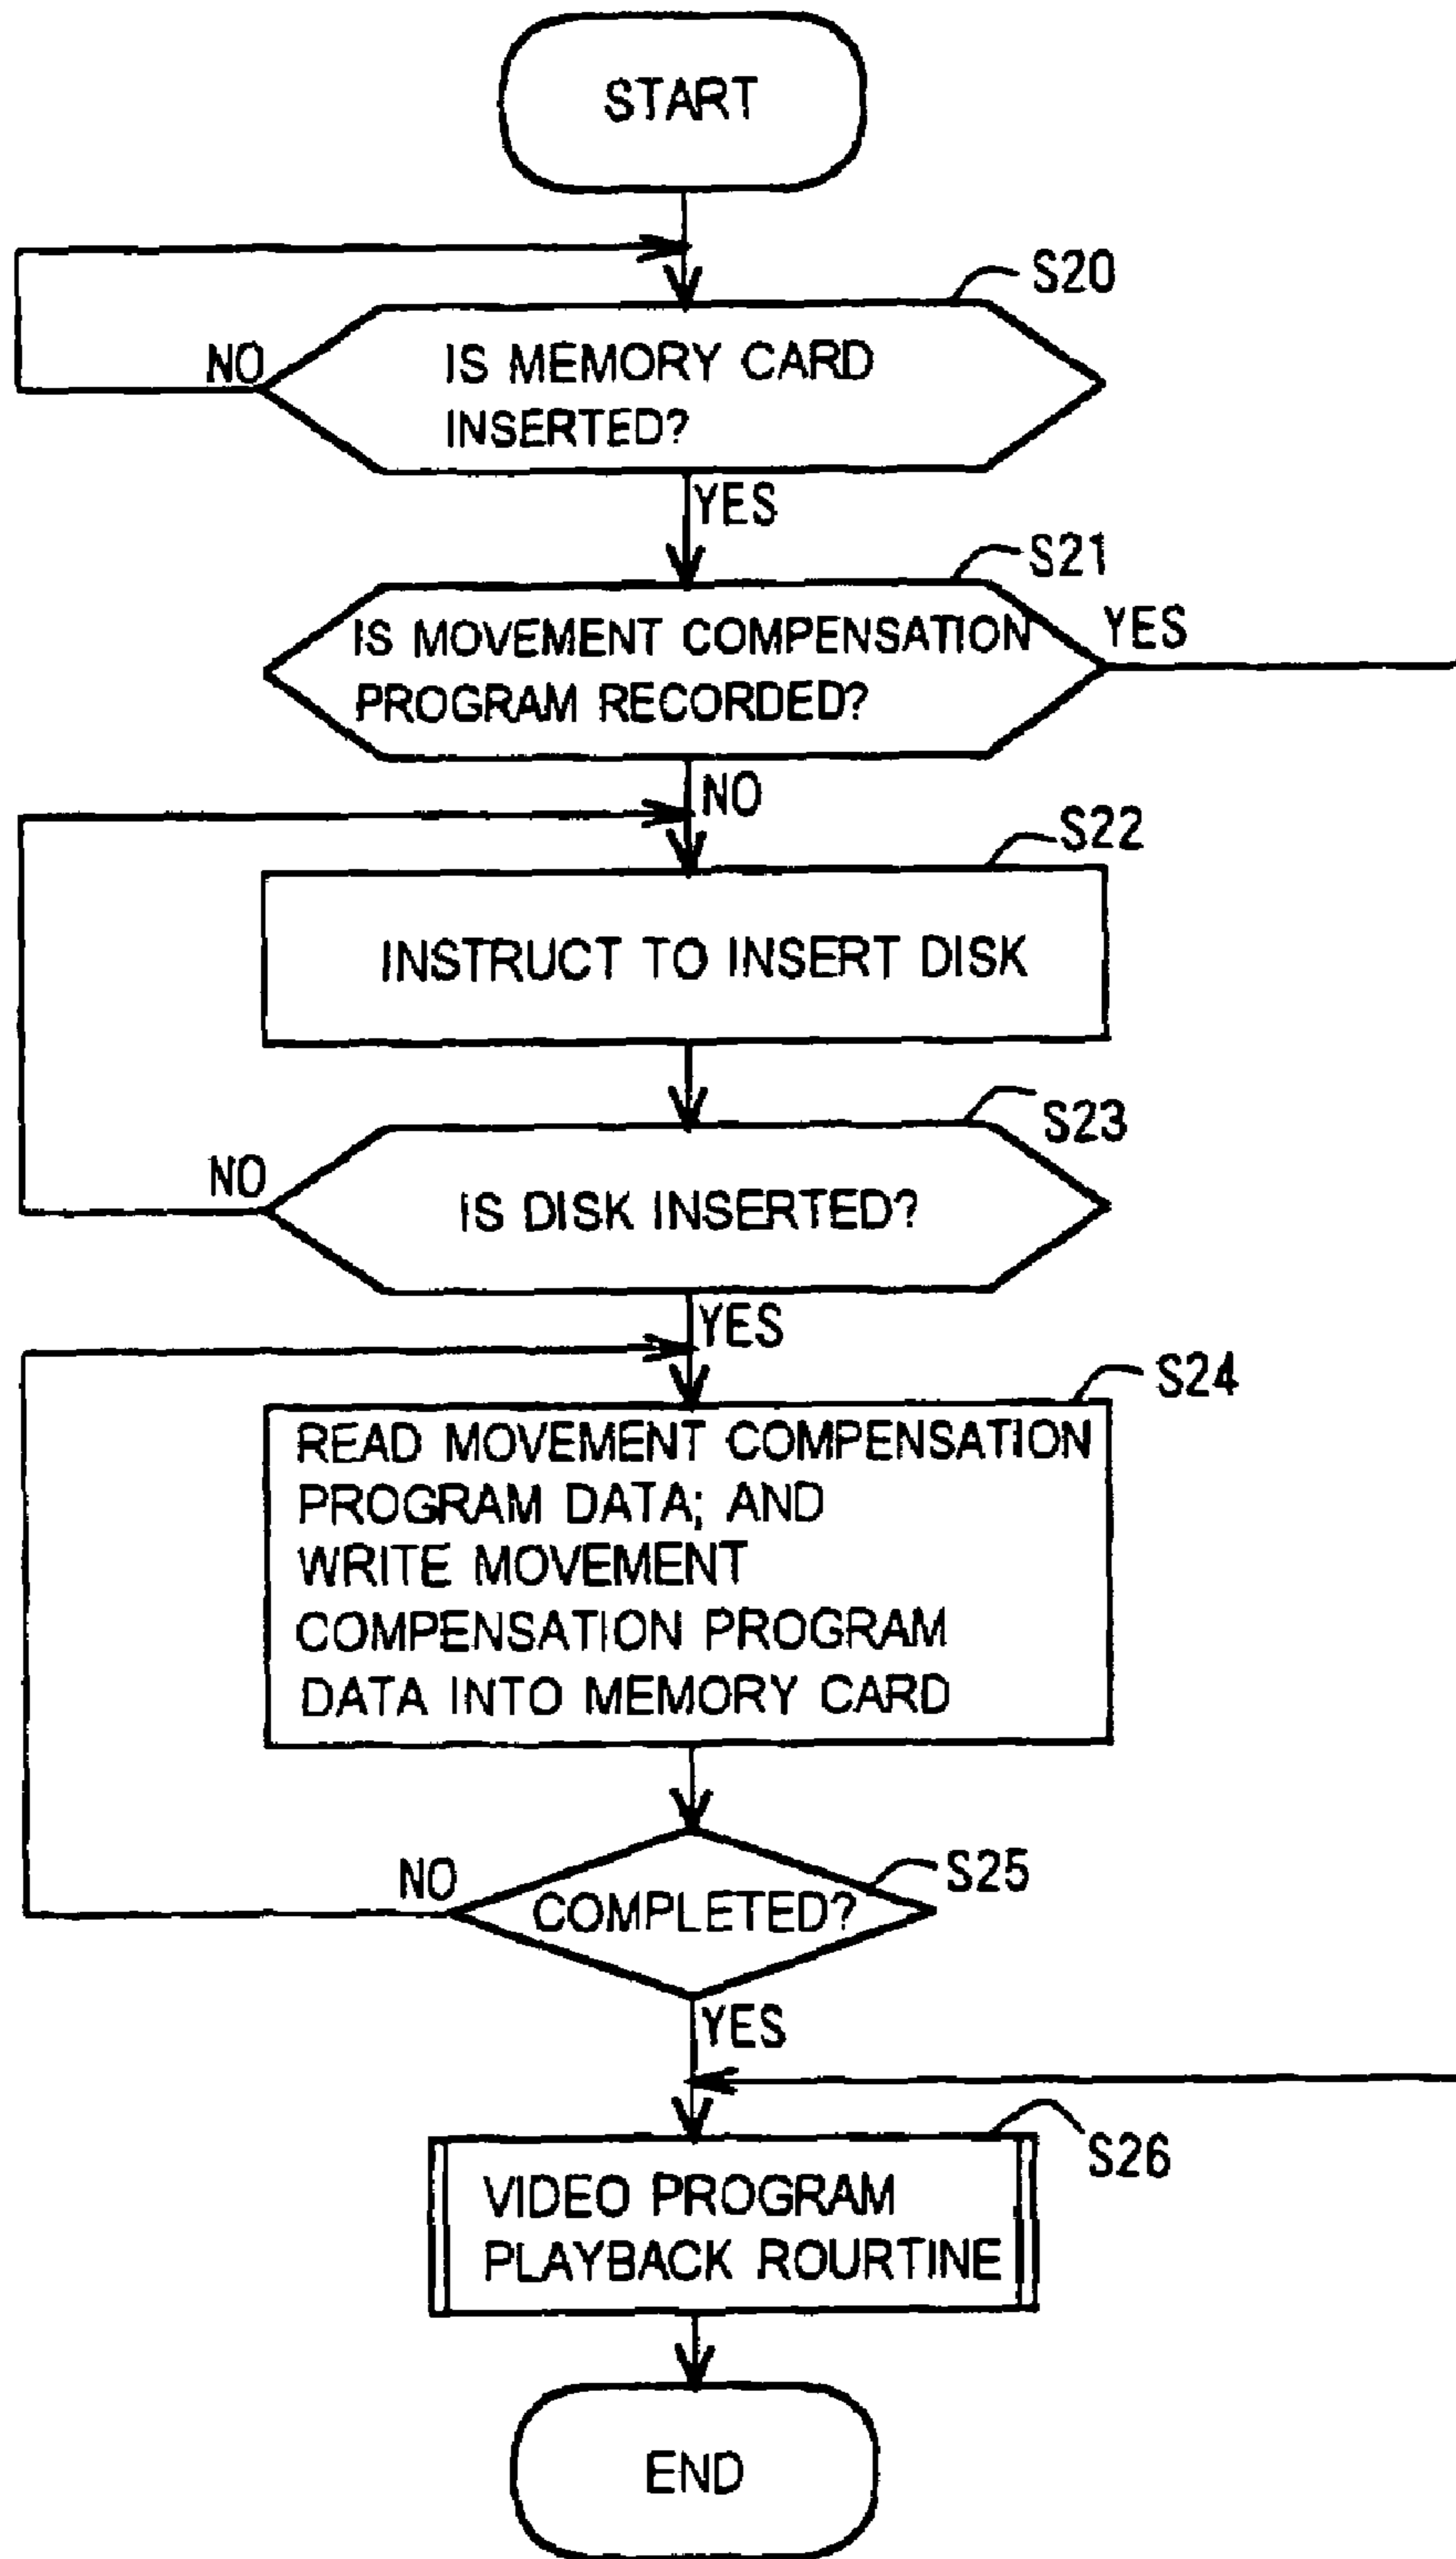 START
S20
NO
IS MEMORY CARD
INSERTED?
YES
S21
IS MOVEMENT COMPENSATION
PROGRAM RECORDED?
YES
NO
S22
INSTRUCT TO INSERT DISK
S23
NO
IS DISK INSERTED?
YES
S24
READ MOVEMENT COMPENSATION
PROGRAM DATA; AND
WRITE MOVEMENT
COMPENSATION PROGRAM
DATA INTO MEMORY CARD
NO
S25
COMPLETED?
YES
S26
VIDEO PROGRAM
PLAYBACK ROURTINE
END